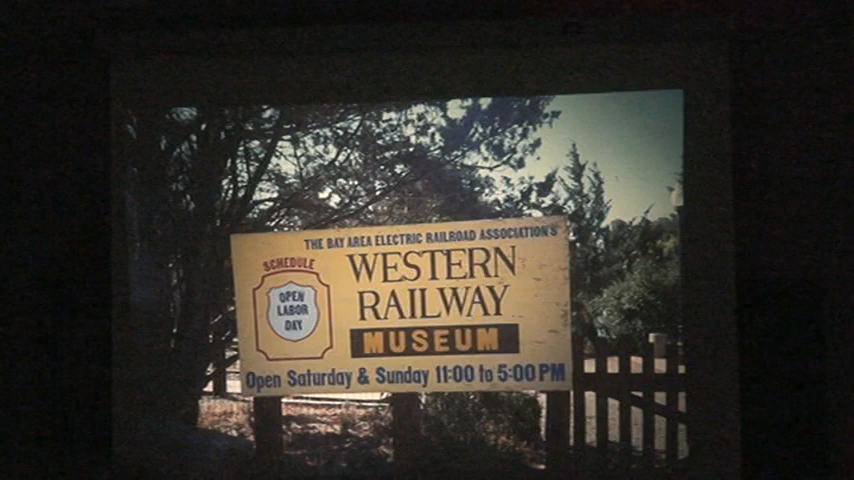 THE BAY AREA ELECTRIC RAILROAD ASSOCIATION'S
WESTERN
RAILWAY
MUSEUM
SCHEDULE
OPEN
LABOR
DAY
Open Saturday & Sunday 11:00 to 5:00 PM